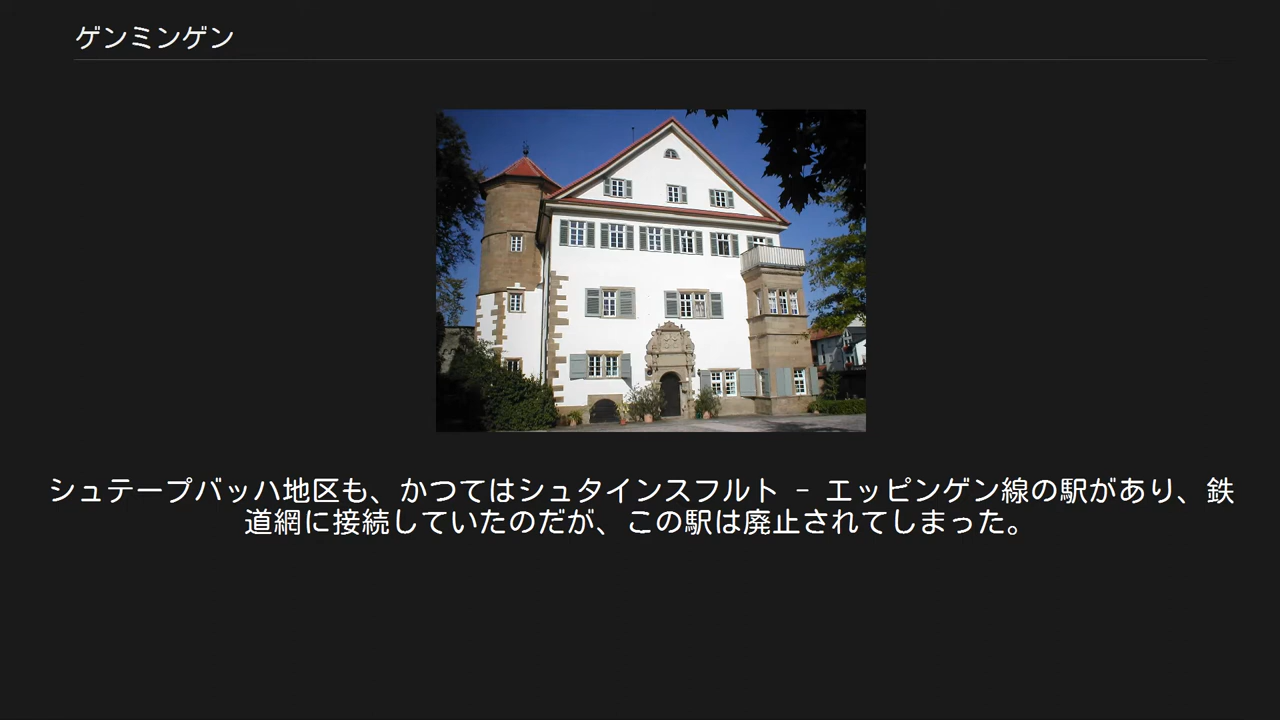 ゲンミンゲン
シュテープバッハ地区も、かつてはシュタインスフルト － エッピンゲン線の駅があり、鉄
道網に接続していたのだが、この駅は廃止されてしまった。